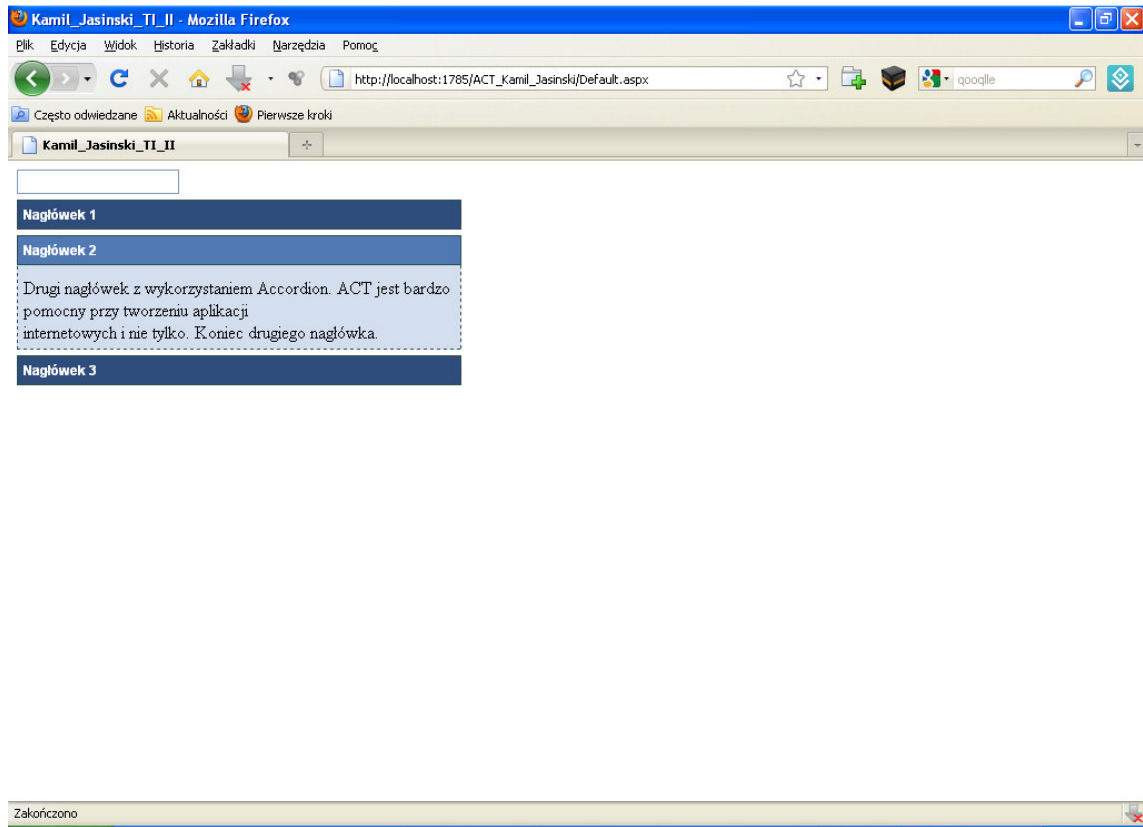 Kamil_Jasinski_TI_II - Mozilla Firefox
Plik Edycja Widok Historia Zakładki Narzędzia Pomoc
http://localhost:1785/ACT_Kamil_Jasinski/Default.aspx google
Często odwiedzane Aktualności Pierwsze kroki
Kamil_Jasinski_TI_II
Nagłówek 1
Nagłówek 2
Drugi nagłówek z wykorzystaniem Accordion. ACT jest bardzo
pomocny przy tworzeniu aplikacji
internetowych i nie tylko. Koniec drugiego nagłówka.
Nagłówek 3
Zakończono